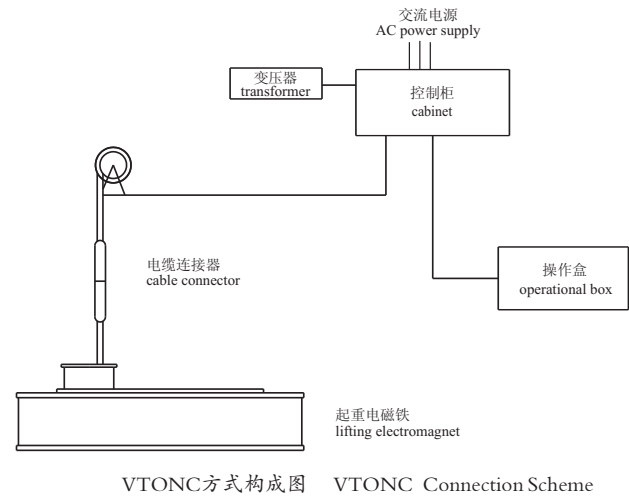 交流电源
AC power supply
变压器
transformer
控制柜
cabinet
电缆连接器
cable connector
操作盒
operational box
起重电磁铁
lifting electromagnet
VTONC方式构成图 VTONC Connection Scheme